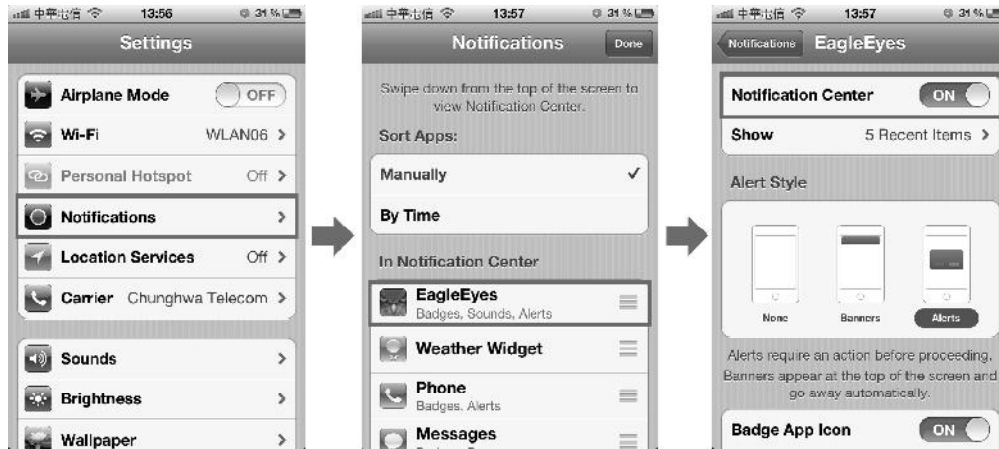 中華電信 13:56 31 %
Settings
Airplane Mode OFF
Wi-Fi WLAN06
Personal Hotspot Off
Notifications
Location Services Off
Carrier Chunghwa Telecom
Sounds
Brightness
Wallpaper
中華電信 13:57 31 %
Notifications Done
Swipe down from the top of the screen to
view Notification Center.
Sort Apps:
Manually
By Time
In Notification Center
EagleEyes
Badges, Sounds, Alerts
Weather Widget
Phone
Badges, Alerts
Messages
中華電信 13:57 31 %
Notifications EagleEyes
Notification Center ON
Show 5 Recent Items
Alert Style
None Banners Alerts
Alerts require an action before proceeding.
Banners appear at the top of the screen and
go away automatically.
Badge App Icon ON